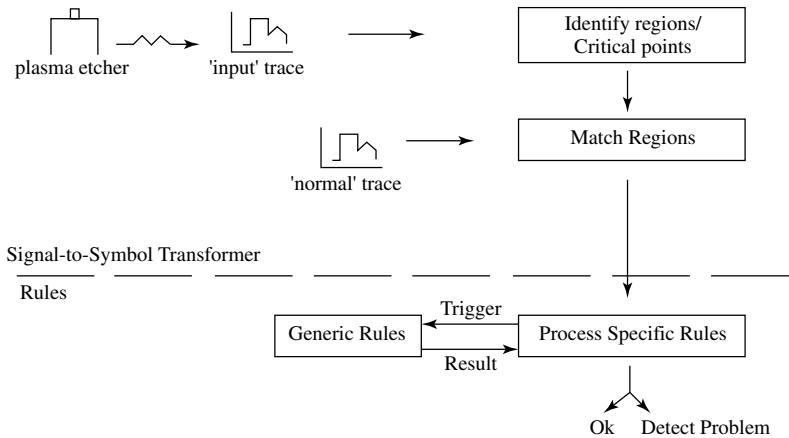 Identify regions/
Critical points
plasma etcher
'input' trace
Match Regions
'normal' trace
Signal-to-Symbol Transformer
Rules
Trigger
Generic Rules
Process Specific Rules
Result
Ok
Detect Problem